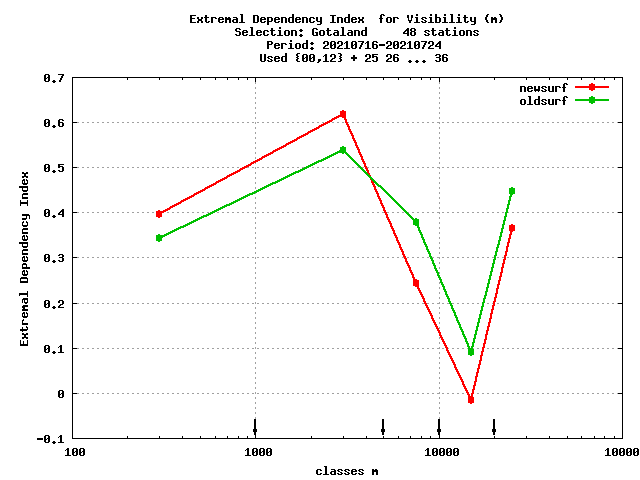 Extremal Dependency Index  for Visibility (m)
Selection: Gotaland     48 stations
Period: 20210716-20210724
Used {00,12} + 25 26 ... 36
newsurf
oldsurf
0.7
0.6
0.5
0.4
0.3
0.2
0.1
0
-0.1
Extremal Dependency Index
100 1000 10000 10000
classes m